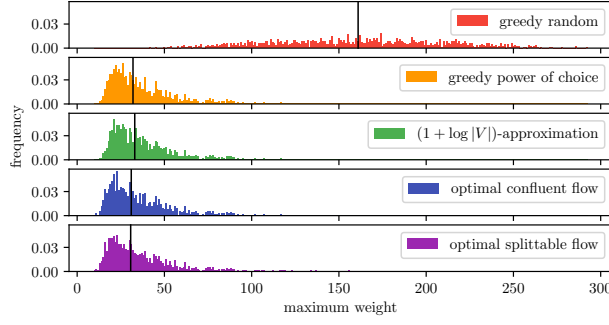 0.03
0.00
greedy random
0.03
0.00
greedy power of choice
0.03
0.00
(1 + log |V|)-approximation
0.03
0.00
optimal confluent flow
0.03
0.00
optimal splittable flow
frequency
0 50 100 150 200 250 300
maximum weight